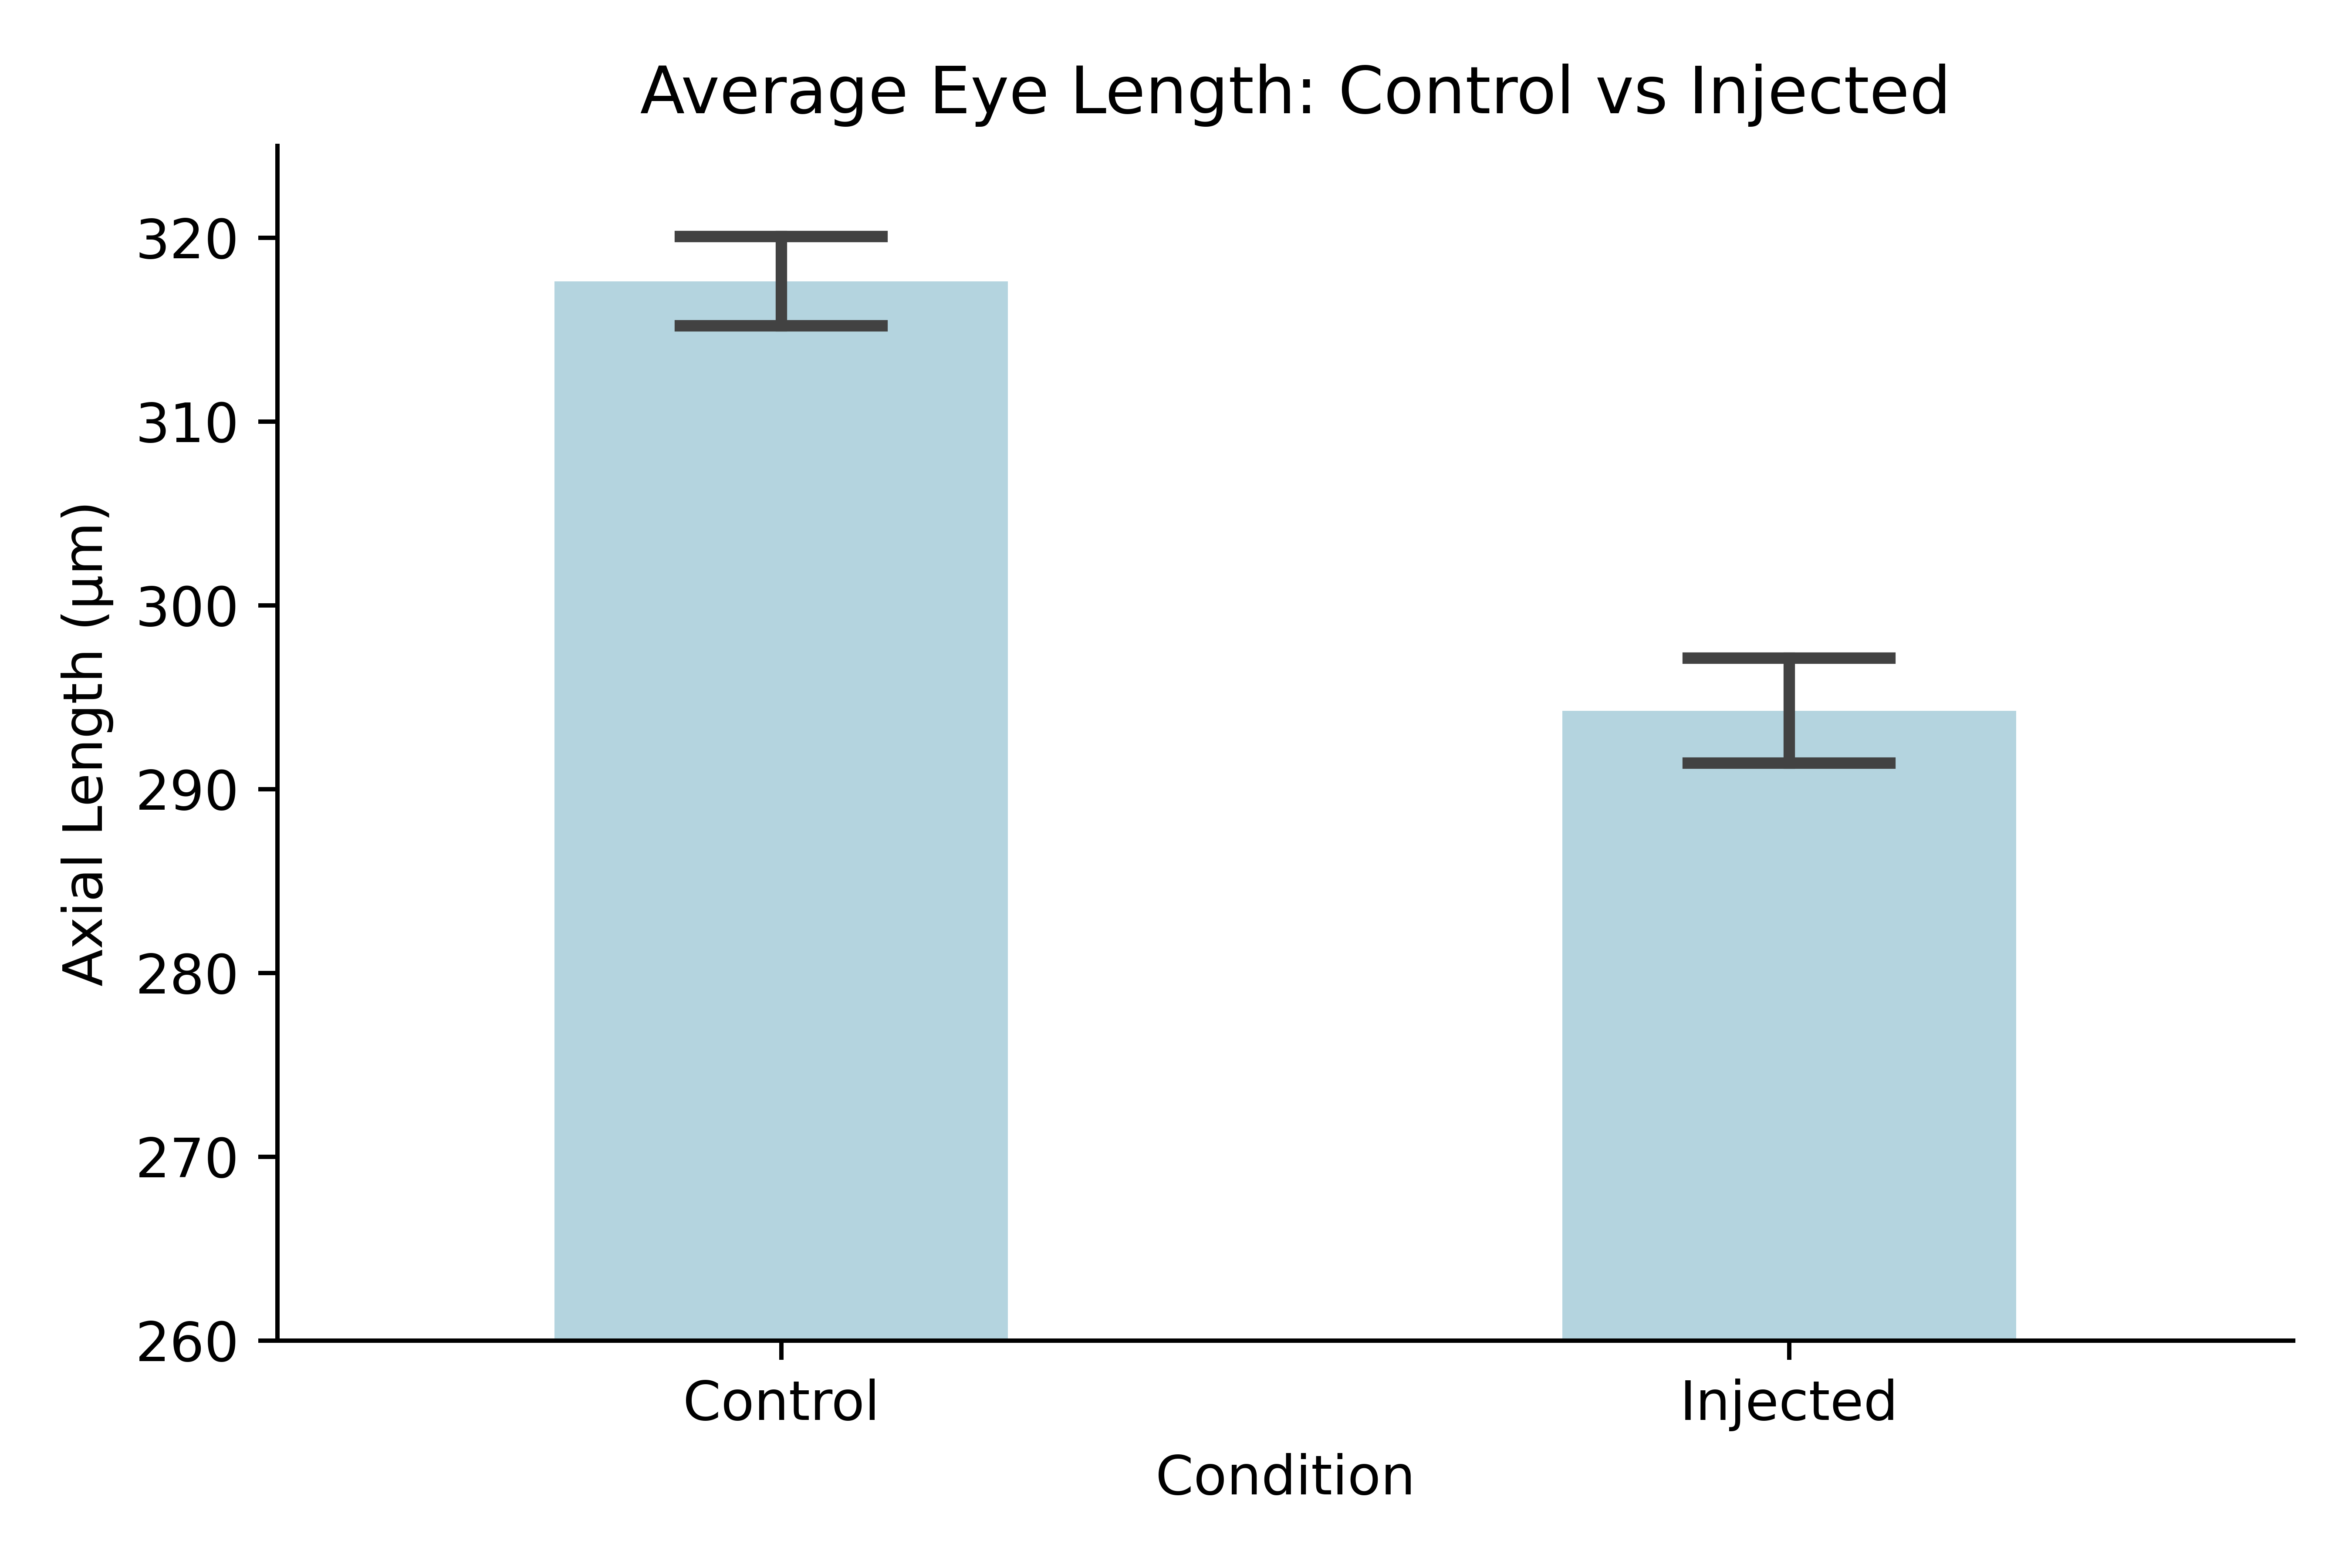 Average Eye Length: Control vs Injected
Axial Length (µm)
320
310
300
290
280
270
260
Control
Injected
Condition